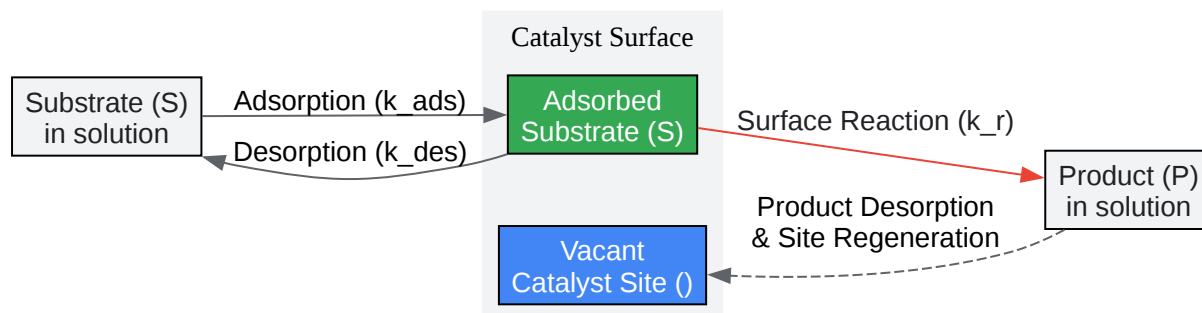 Catalyst Surface
Substrate (S)
in solution
Adsorption (k_ads)
Desorption (k_des)
Adsorbed
Substrate (S)
Surface Reaction (k_r)
Product (P)
in solution
Product Desorption
& Site Regeneration
Vacant
Catalyst Site ()